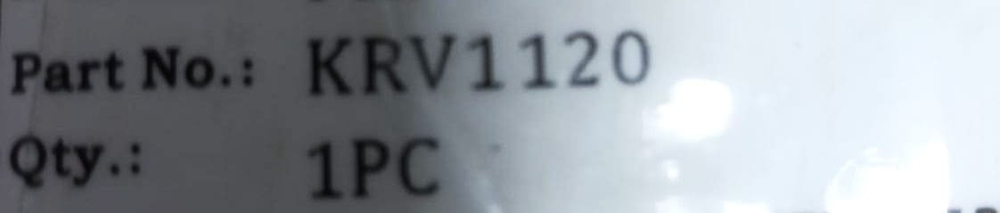 Part No.: KRV1120
Qty.: 1PC